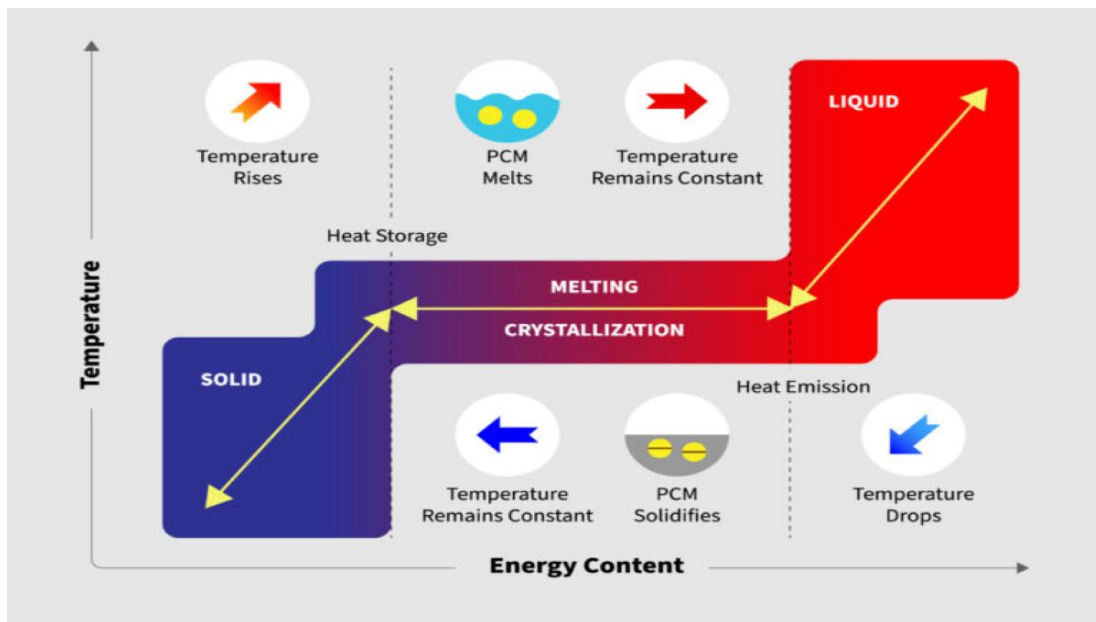 LIQUID
Temperature
Rises
PCM
Melts
Temperature
Remains Constant
Heat Storage
MELTING
CRYSTALLIZATION
SOLID
Heat Emission
Temperature
Temperature
Remains Constant
PCM
Solidifies
Temperature
Drops
Energy Content